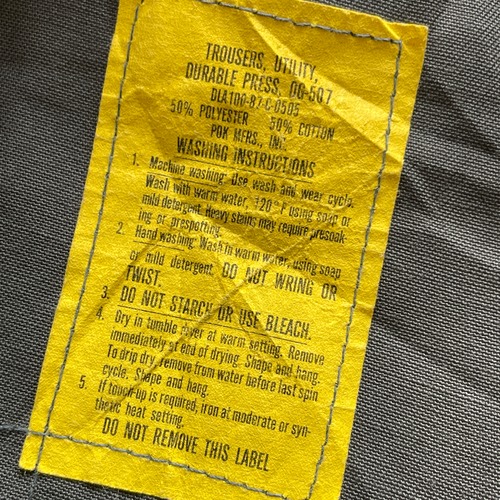 TROUSERS, UTILITY,
DURABLE PRESS, OG-507
DLA100-87-C-0505
50% POLYESTER 50% COTTON
POK MFRS., INC.
WASHING INSTRUCTIONS
1. Machine washing: Use wash and wear cycle.
Wash with warm water, 120° F using soap or
mild detergent. Heavy stains may require presoak-
ing or prespotting.
2. Hand washing: Wash in warm water, using soap
or mild detergent. DO NOT WRING OR
TWIST.
3. DO NOT STARCH OR USE BLEACH.
4. Dry in tumble dryer at warm setting. Remove
immediately at end of drying. Shape and hang.
To drip dry, remove from water before last spin
cycle. Shape and hang.
5. If touch-up is required, iron at moderate or syn-
thetic heat setting.
DO NOT REMOVE THIS LABEL